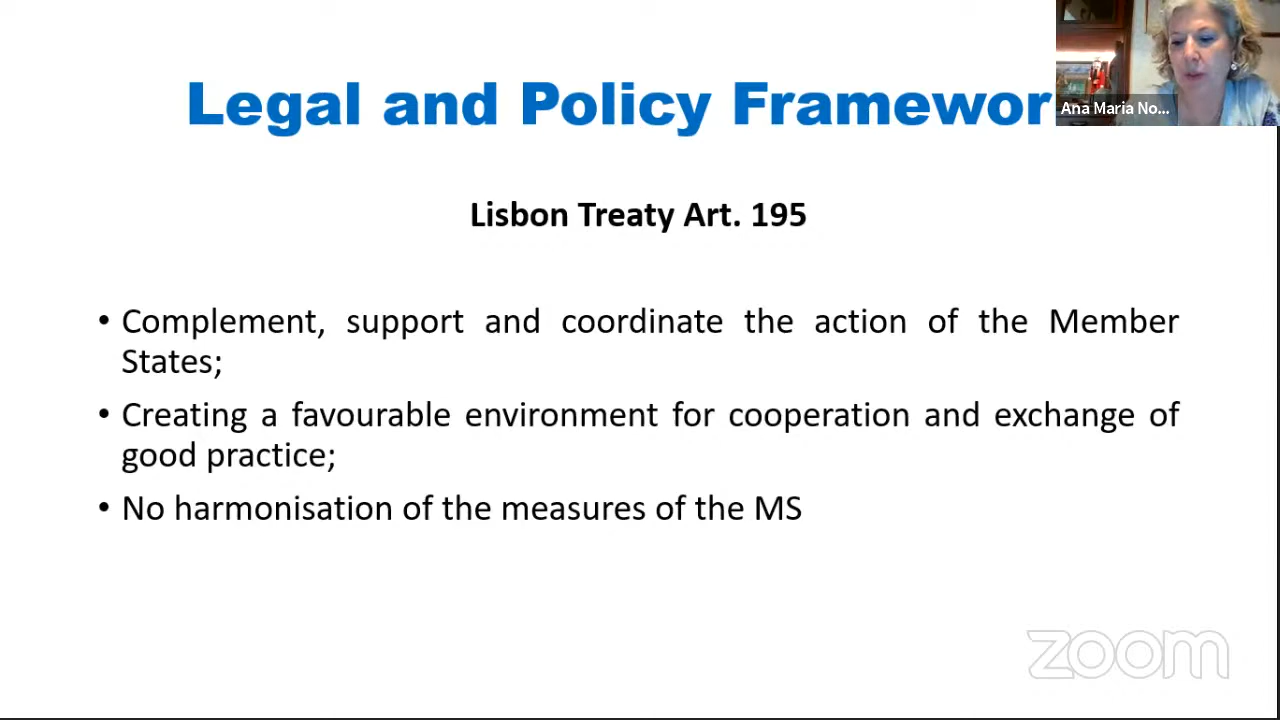 Legal and Policy Framewor
Ana Maria No...
Lisbon Treaty Art. 195
• Complement, support and coordinate the action of the Member
States;
• Creating a favourable environment for cooperation and exchange of
good practice;
• No harmonisation of the measures of the MS
zoom